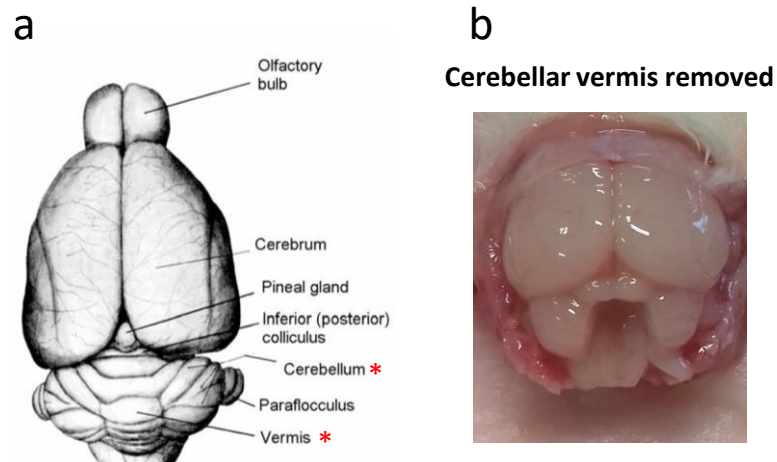 a
Olfactory
bulb
Cerebrum
Pineal gland
Inferior (posterior)
colliculus
Cerebellum *
Paraflocculus
Vermis *
b
Cerebellar vermis removed